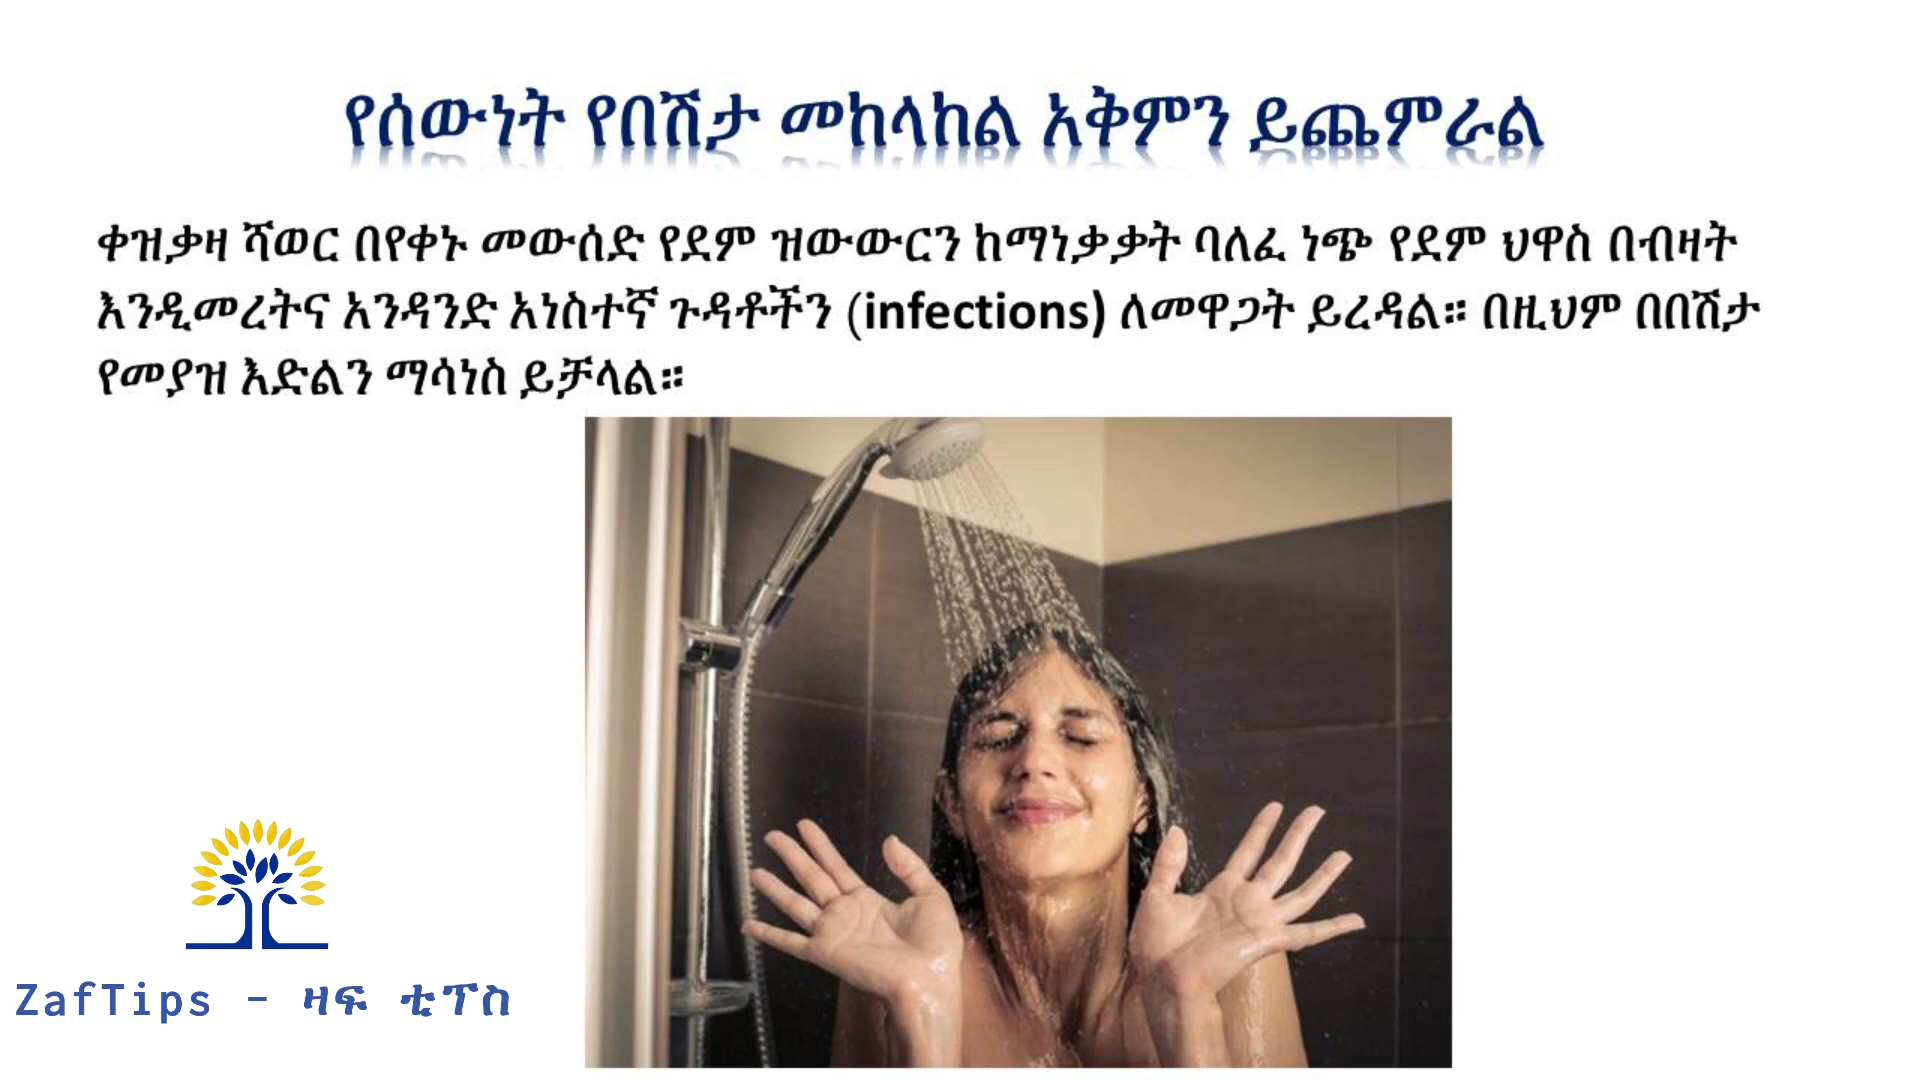 የሰውነት የበሽታ መከላከል አቅምን ይጨምራል
ቀዝቃዛ ሻወር በየቀኑ መውሰድ የደም ዝውውርን ከማነቃቃት ባለፈ ነጭ የደም ህዋስ በብዛት
እንዲመረትና አንዳንድ አነስተኛ ጉዳቶችን (infections) ለመዋጋት ይረዳል። በዚህም በበሽታ
የመያዝ እድልን ማሳነስ ይቻላል።
ZafTips - ዛፍ ቲፕስ